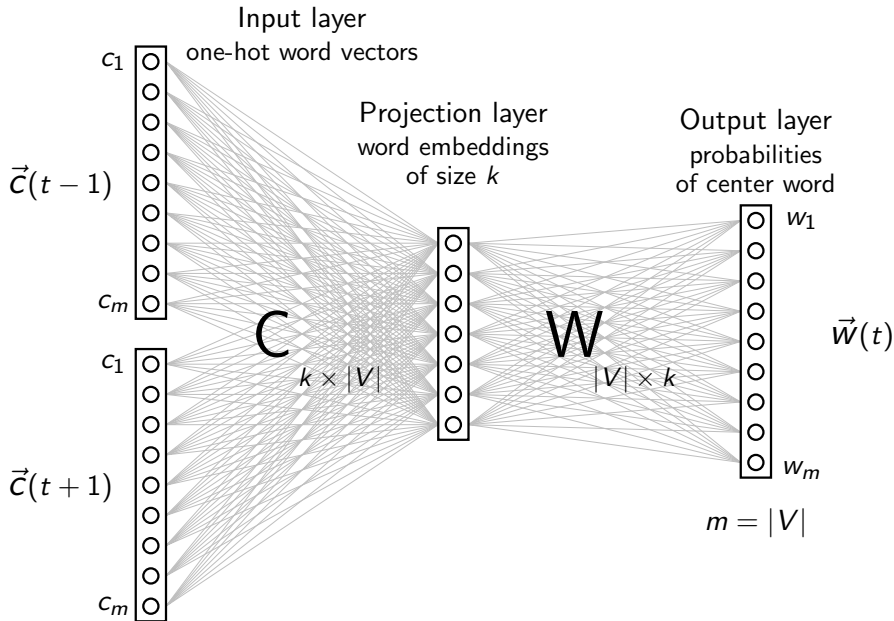 Input layer
one-hot word vectors
c₁
c⃗(t − 1)
cₘ
c₁
c⃗(t + 1)
cₘ
C
k × |V|
Projection layer
word embeddings
of size k
W
|V| × k
Output layer
probabilities
of center word
w₁
w⃗(t)
wₘ
m = |V|